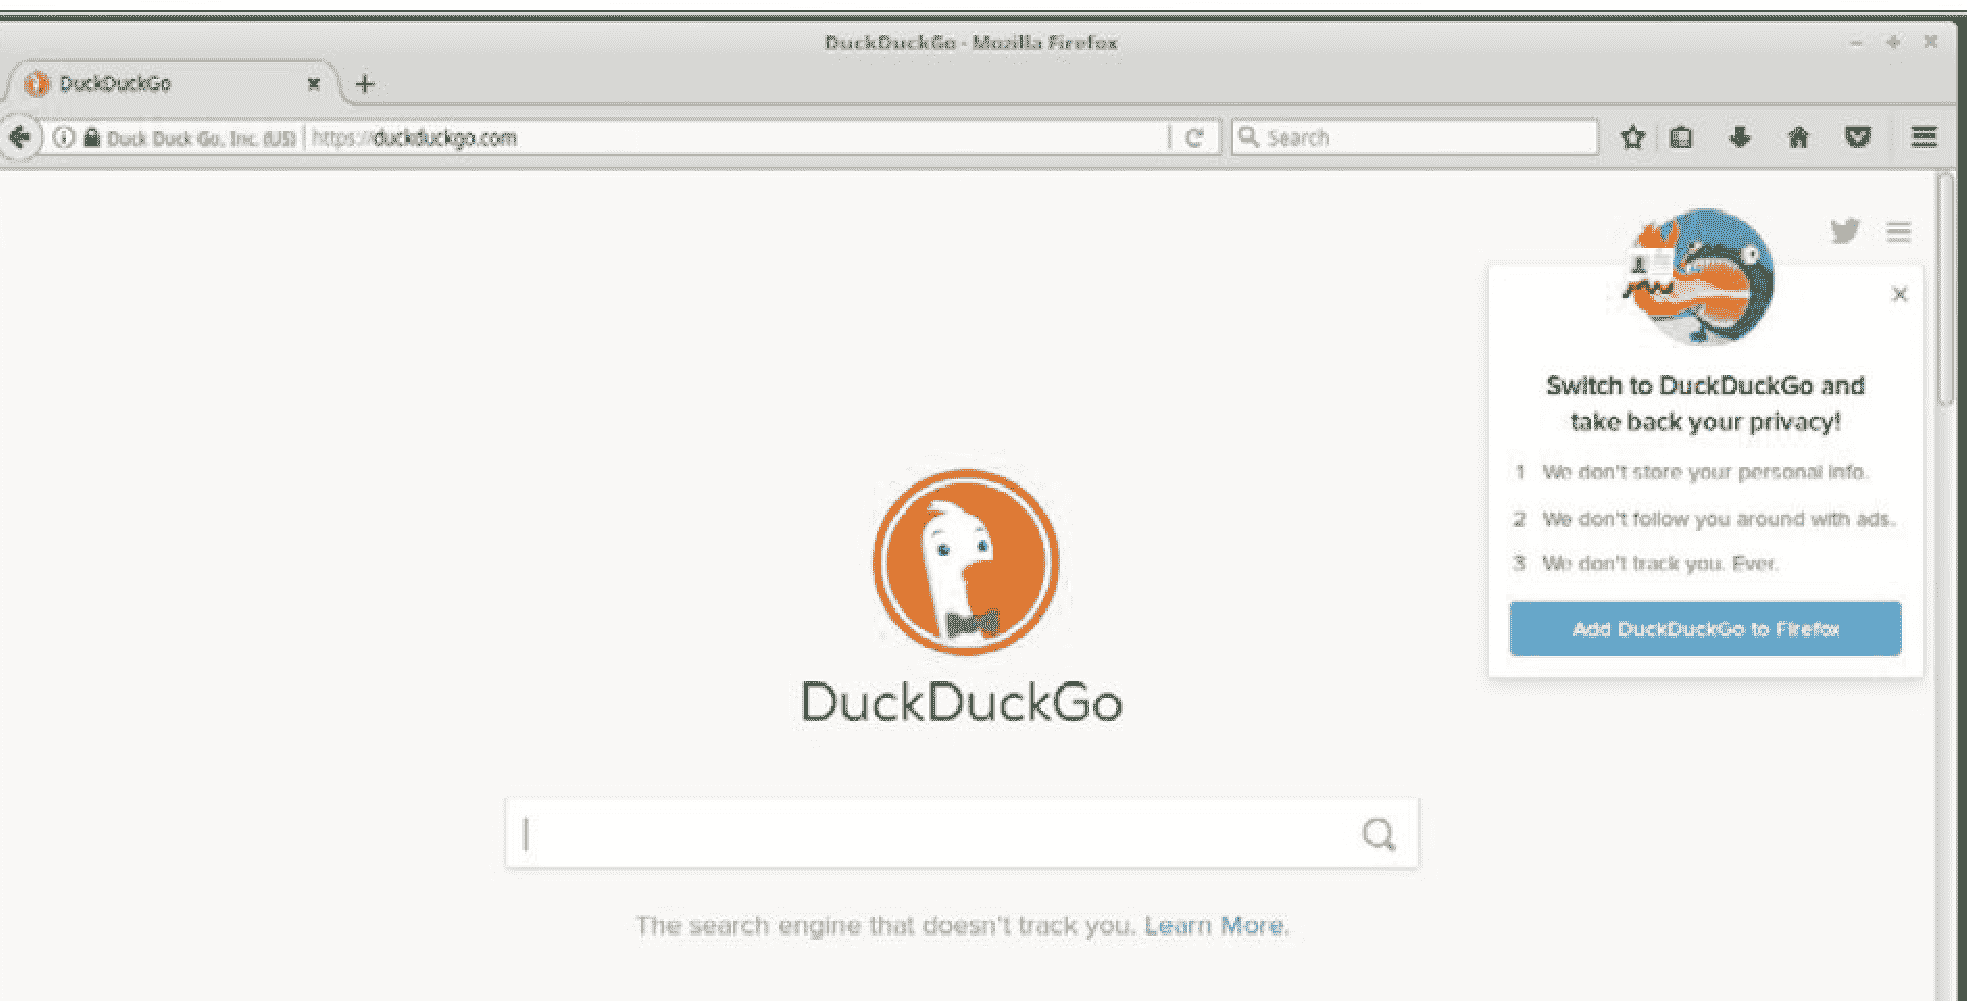 DuckDuckGo - Mozilla Firefox
DuckDuckGo
Duck Duck Go, Inc. (US) https://duckduckgo.com
Search
Switch to DuckDuckGo and
take back your privacy!
1 We don't store your personal info.
2 We don't follow you around with ads.
3 We don't track you. Ever.
Add DuckDuckGo to Firefox
DuckDuckGo
The search engine that doesn't track you. Learn More.